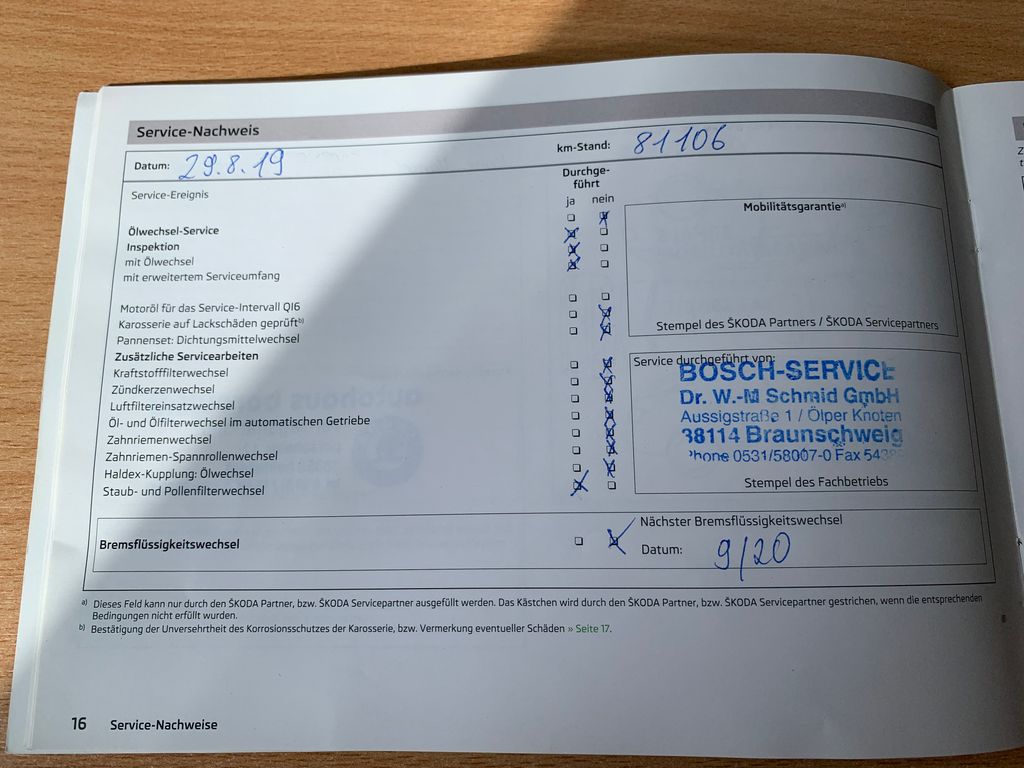 Service-Nachweis
Datum: 29.8.19 km-Stand: 81106
Service-Ereignis Durchge-
führt
ja nein
Ölwechsel-Service
Inspektion
mit Ölwechsel
mit erweitertem Serviceumfang
Motoröl für das Service-Intervall QI6
Karosserie auf Lackschäden geprüft b)
Pannenset: Dichtungsmittelwechsel
Zusätzliche Servicearbeiten
Kraftstofffilterwechsel
Zündkerzenwechsel
Luftfiltereinsatzwechsel
Öl- und Ölfilterwechsel im automatischen Getriebe
Zahnriemenwechsel
Zahnriemen-Spannrollenwechsel
Haldex-Kupplung: Ölwechsel
Staub- und Pollenfilterwechsel
Mobilitätsgarantie a)
Stempel des ŠKODA Partners / ŠKODA Servicepartners
Service durchgeführt von:
BOSCH-SERVICE
Dr. W.-M Schmid GmbH
Aussigstraße 1 / Ölper Knoten
38114 Braunschweig
Phone 0531/58007-0 Fax
Stempel des Fachbetriebs
Bremsflüssigkeitswechsel
Nächster Bremsflüssigkeitswechsel
Datum: 9/20
a) Dieses Feld kann nur durch den ŠKODA Partner, bzw. ŠKODA Servicepartner ausgefüllt werden. Das Kästchen wird durch den ŠKODA Partner, bzw. ŠKODA Servicepartner gestrichen, wenn die entsprechenden
Bedingungen nicht erfüllt wurden.
b) Bestätigung der Unversehrtheit des Korrosionsschutzes der Karosserie, bzw. Vermerkung eventueller Schäden » Seite 17.
16 Service-Nachweise